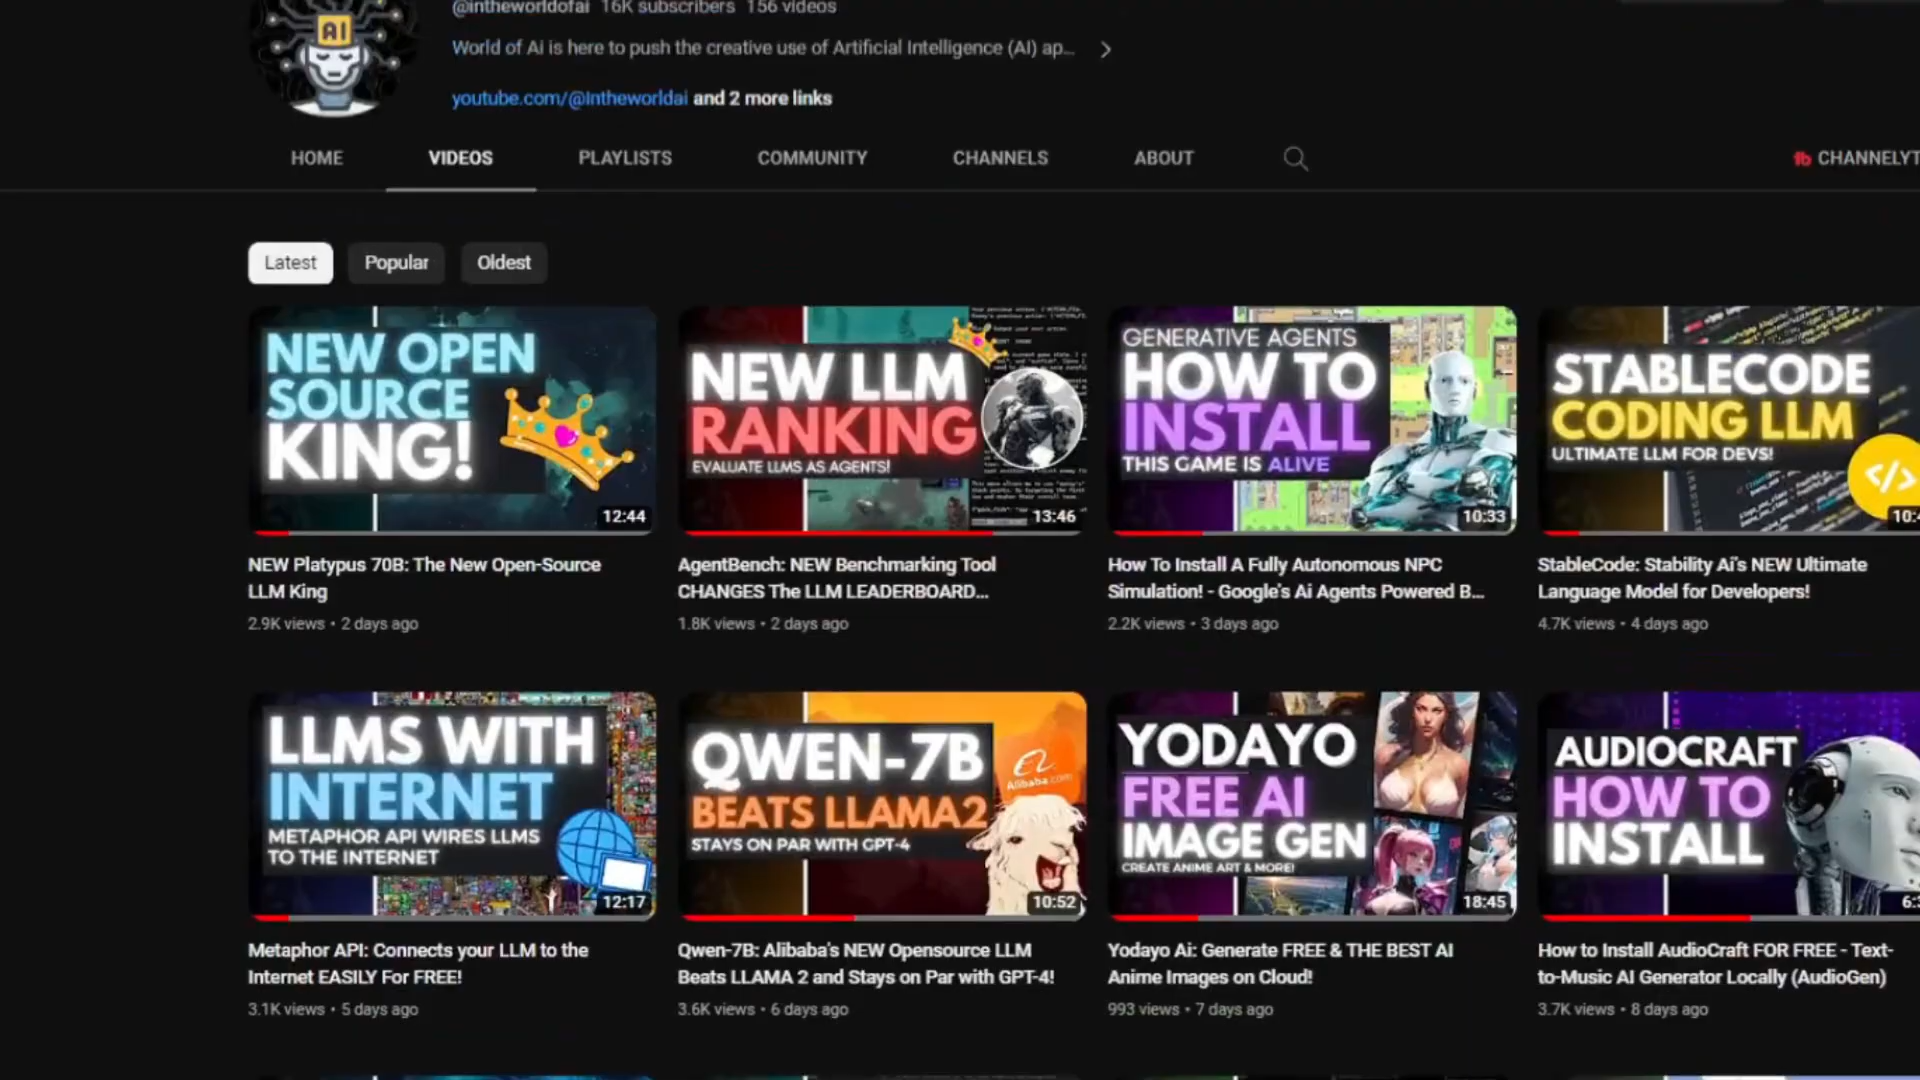 @intheworldofai 16K subscribers 156 videos
World of Ai is here to push the creative use of Artificial Intelligence (AI) ap...
youtube.com/@Intheworldai and 2 more links
HOME VIDEOS PLAYLISTS COMMUNITY CHANNELS ABOUT CHANNELYT
Latest Popular Oldest
AI
NEW OPEN
SOURCE
KING!
12:44
NEW LLM
RANKING
EVALUATE LLMS AS AGENTS!
13:46
GENERATIVE AGENTS
HOW TO
INSTALL
THIS GAME IS ALIVE
10:33
STABLECODE
CODING LLM
ULTIMATE LLM FOR DEVS!
</>
10:4
NEW Platypus 70B: The New Open-Source
LLM King
2.9K views • 2 days ago
AgentBench: NEW Benchmarking Tool
CHANGES The LLM LEADERBOARD...
1.8K views • 2 days ago
How To Install A Fully Autonomous NPC
Simulation! - Google's Ai Agents Powered B...
2.2K views • 3 days ago
StableCode: Stability Ai's NEW Ultimate
Language Model for Developers!
4.7K views • 4 days ago
LLMS WITH
INTERNET
METAPHOR API WIRES LLMS
TO THE INTERNET
12:17
QWEN-7B
BEATS LLAMA2
STAYS ON PAR WITH GPT-4
Alibaba.com
10:52
YODAYO
FREE AI
IMAGE GEN
CREATE ANIME ART & MORE!
18:45
AUDIOCRAFT
HOW TO
INSTALL
6:3
Metaphor API: Connects your LLM to the
Internet EASILY For FREE!
3.1K views • 5 days ago
Qwen-7B: Alibaba's NEW Opensource LLM
Beats LLAMA 2 and Stays on Par with GPT-4!
3.6K views • 6 days ago
Yodayo Ai: Generate FREE & THE BEST AI
Anime Images on Cloud!
993 views • 7 days ago
How to Install AudioCraft FOR FREE - Text-
to-Music AI Generator Locally (AudioGen)
3.7K views • 8 days ago